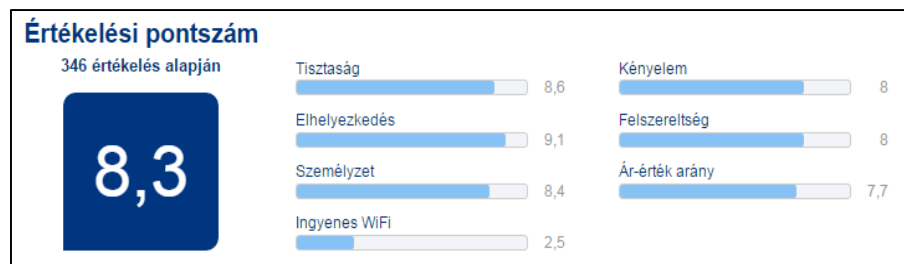 Értékelési pontszám
346 értékelés alapján
8,3
Tisztaság
8,6
Elhelyezkedés
9,1
Személyzet
8,4
Ingyenes WiFi
2,5
Kényelem
8
Felszereltség
8
Ár-érték arány
7,7